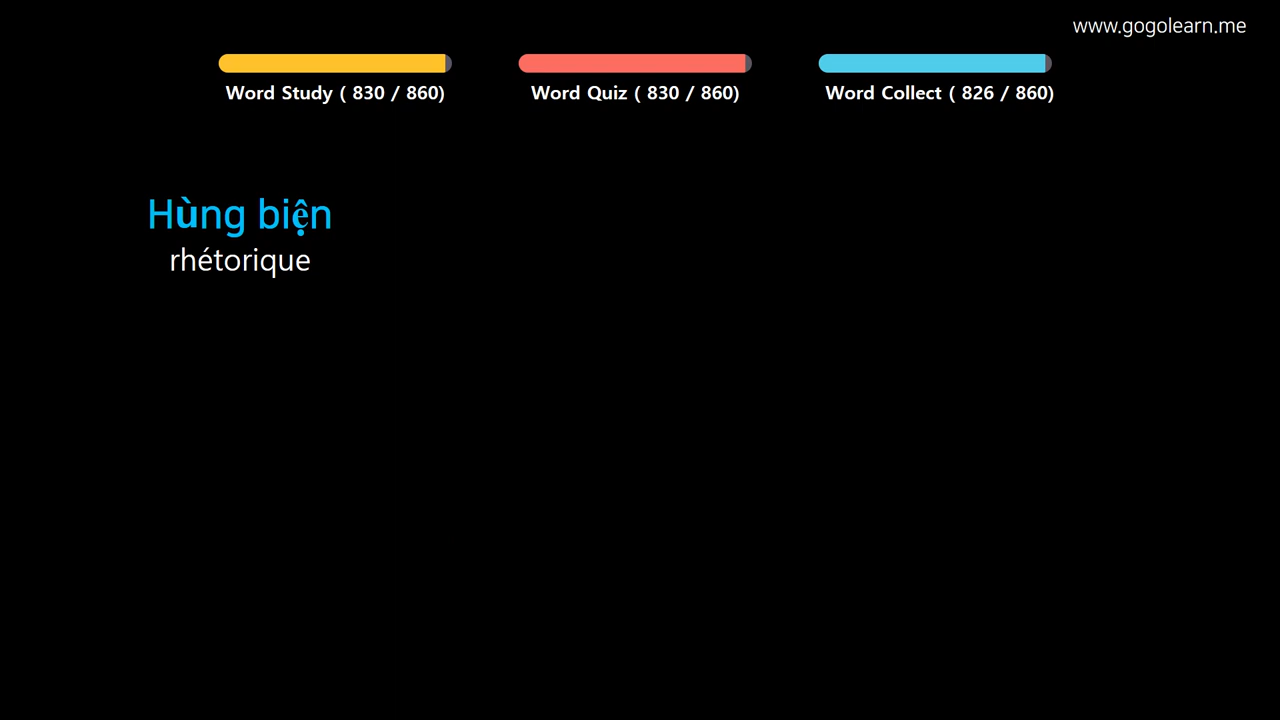 www.gogolearn.me
Word Study ( 830 / 860)
Word Quiz ( 830 / 860)
Word Collect ( 826 / 860)
Hùng biện
rhétorique